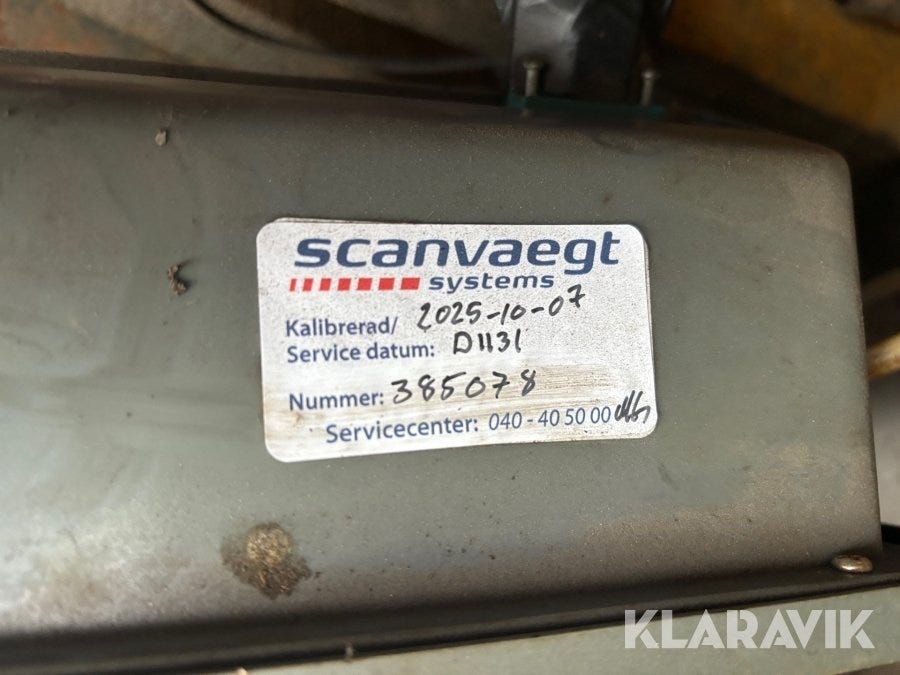 scanvaegt
systems
Kalibrerad/ 2025-10-07
Service datum: D1131
Nummer: 385078
Servicecenter: 040 - 40 50 00
KLARAVIK